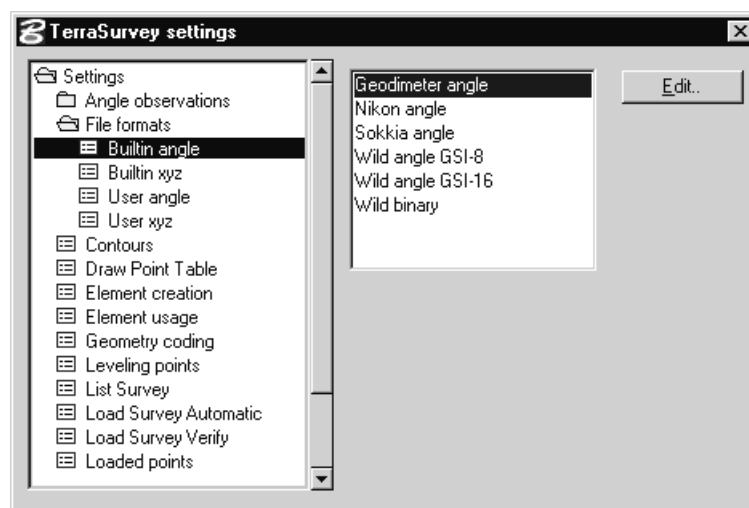 TerraSurvey settings
Settings
Angle observations
File formats
Builtin angle
Builtin xyz
User angle
User xyz
Contours
Draw Point Table
Element creation
Element usage
Geometry coding
Leveling points
List Survey
Load Survey Automatic
Load Survey Verify
Loaded points
Geodimeter angle
Nikon angle
Sokkia angle
Wild angle GSI-8
Wild angle GSI-16
Wild binary
Edit..